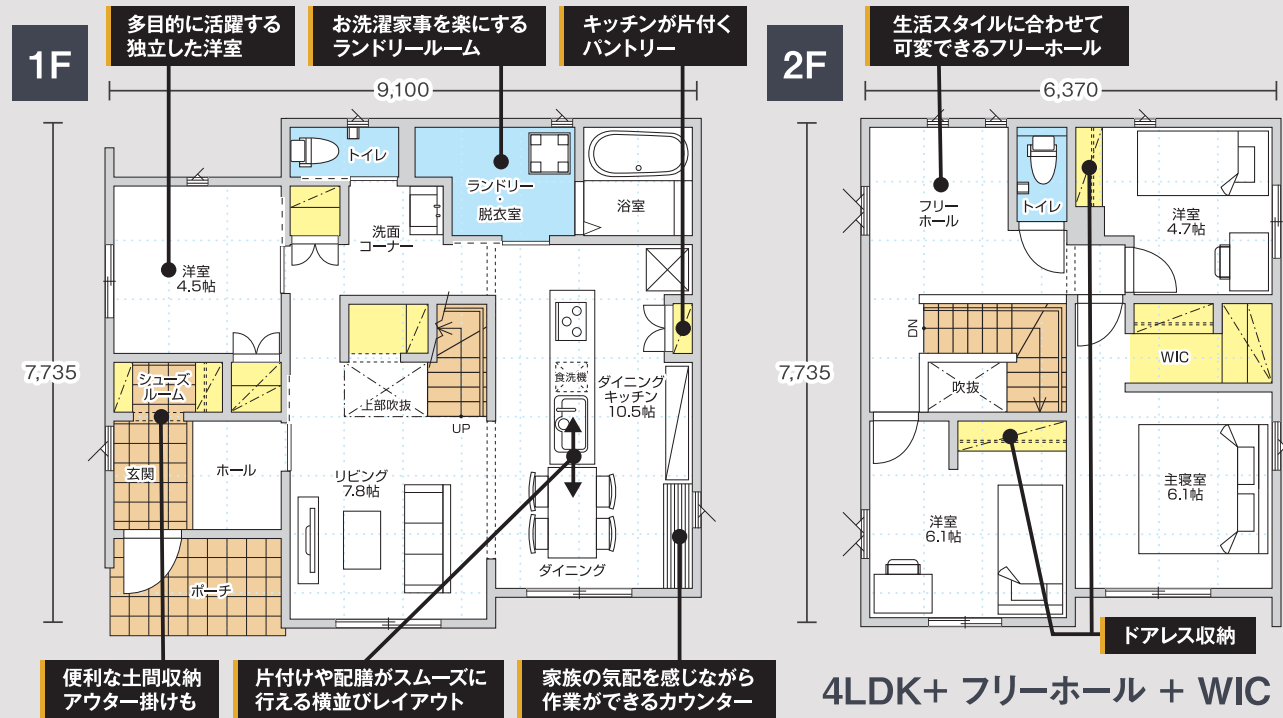 1F
多目的に活躍する
独立した洋室
お洗濯家事を楽にする
ランドリールーム
キッチンが片付く
パントリー
9,100
7,735
トイレ
ランドリー
・
脱衣室
浴室
洗面
コーナー
洋室
4.5帖
シューズ
ルーム
上部吹抜
UP
食洗機
ダイニング
キッチン
10.5帖
玄関
ホール
リビング
7.8帖
ダイニング
ポーチ
便利な土間収納
アウター掛けも
片付けや配膳がスムーズに
行える横並びレイアウト
家族の気配を感じながら
作業ができるカウンター
2F
生活スタイルに合わせて
可変できるフリーホール
6,370
7,735
フリー
ホール
トイレ
洋室
4.7帖
DN
吹抜
WIC
主寝室
6.1帖
洋室
6.1帖
ドアレス収納
4LDK+ フリーホール + WIC